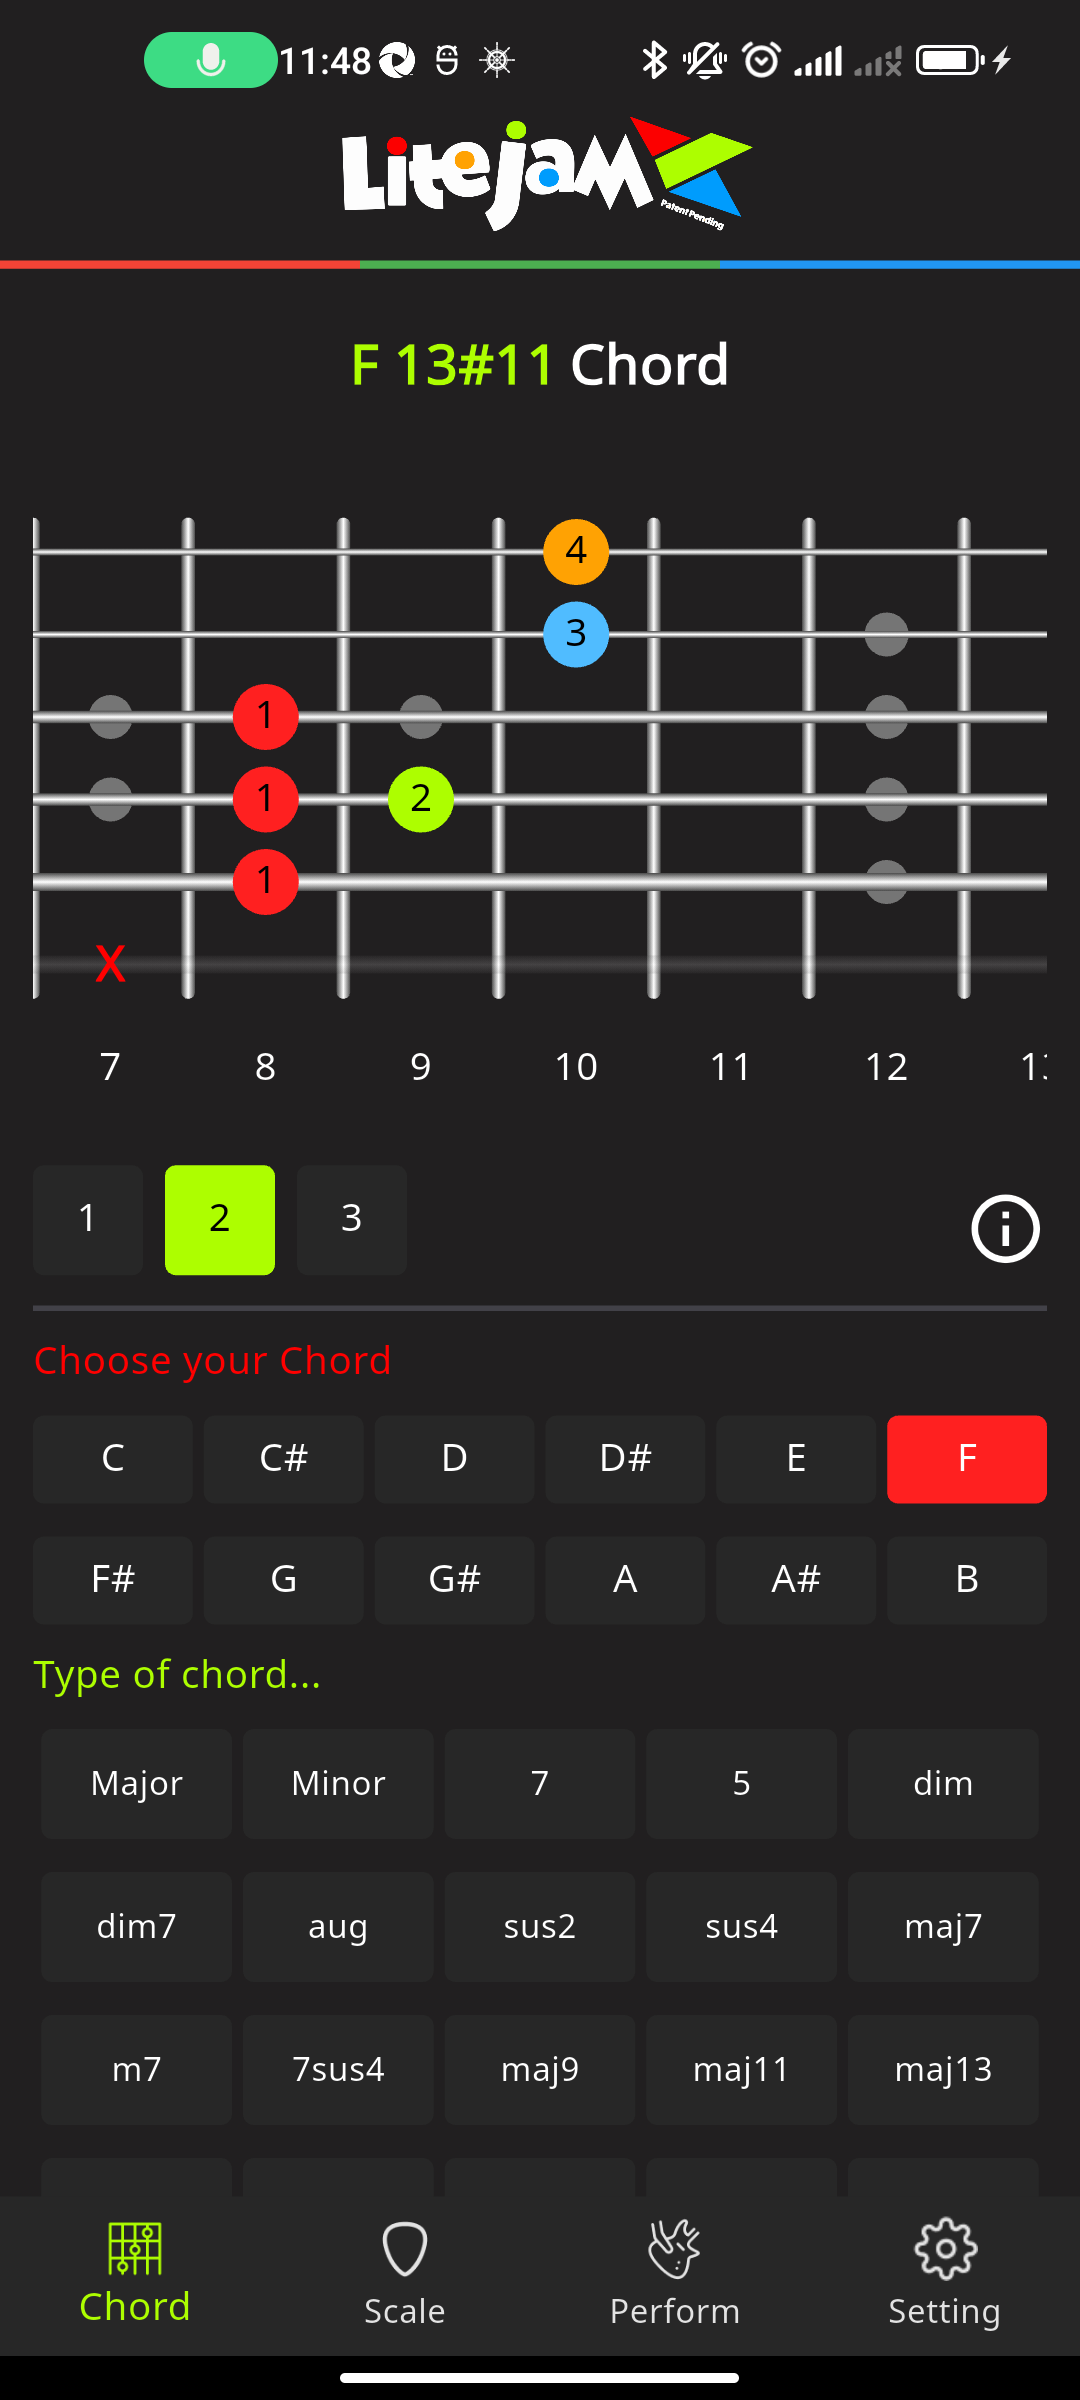 11:48
LiteJam
Patent Pending
F 13#11 Chord
4
3
1
1 2
1
X
7 8 9 10 11 12
1 2 3
Choose your Chord
C C# D D# E F
F# G G# A A# B
Type of chord...
Major Minor 7 5 dim
dim7 aug sus2 sus4 maj7
m7 7sus4 maj9 maj11 maj13
Chord Scale Perform Setting